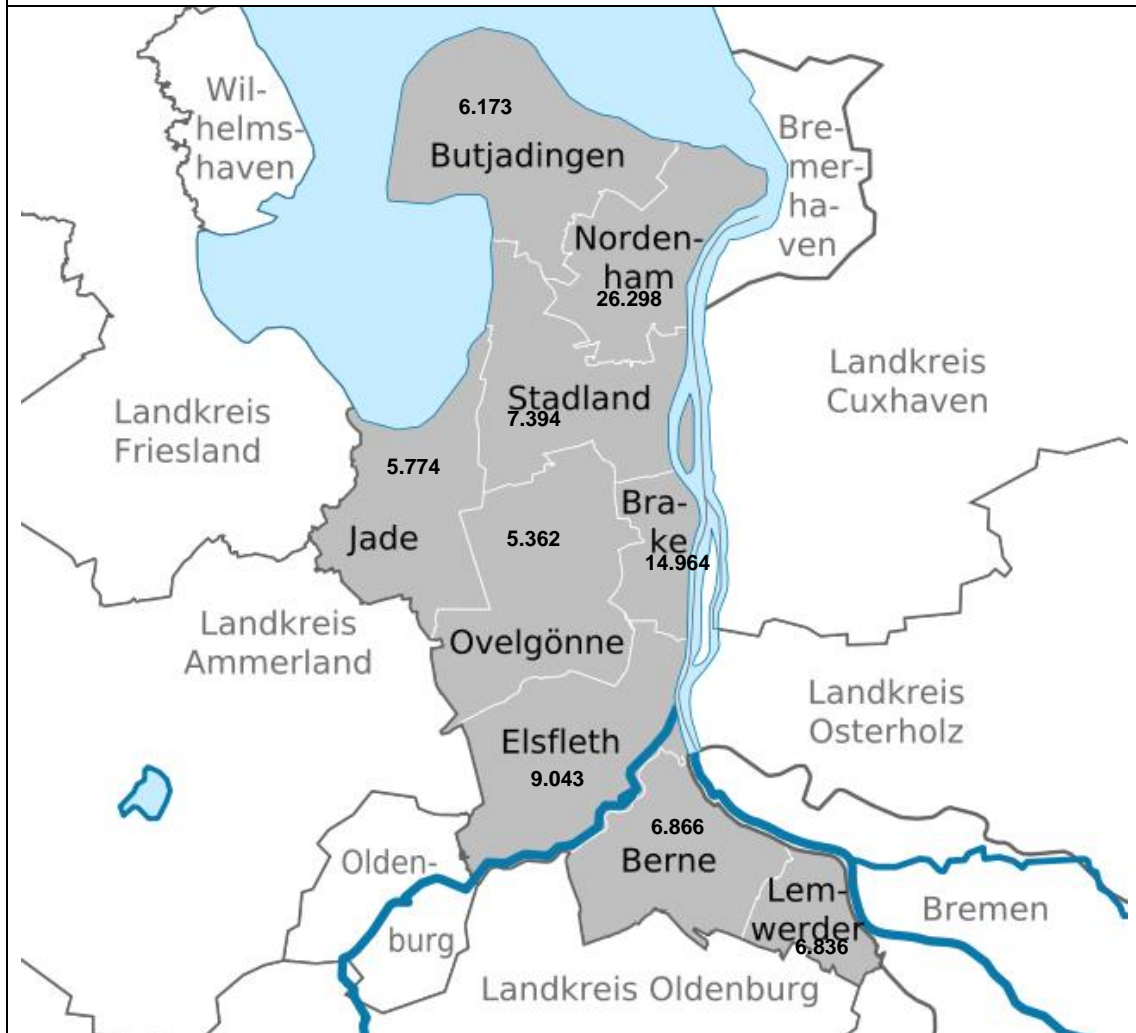 Wil-
helms-
haven
6.173
Butjadingen
Bre-
mer-
ha-
ven
Norden-
ham
26.298
Landkreis
Cuxhaven
Stadland
7.394
Landkreis
Friesland
5.774
Jade
5.362
Bra-
ke
14.964
Landkreis
Ammerland
Ovelgönne
Landkreis
Osterholz
Elsfleth
9.043
6.866
Berne
Olden-
burg
Lem-
werder
6.836
Bremen
Landkreis Oldenburg